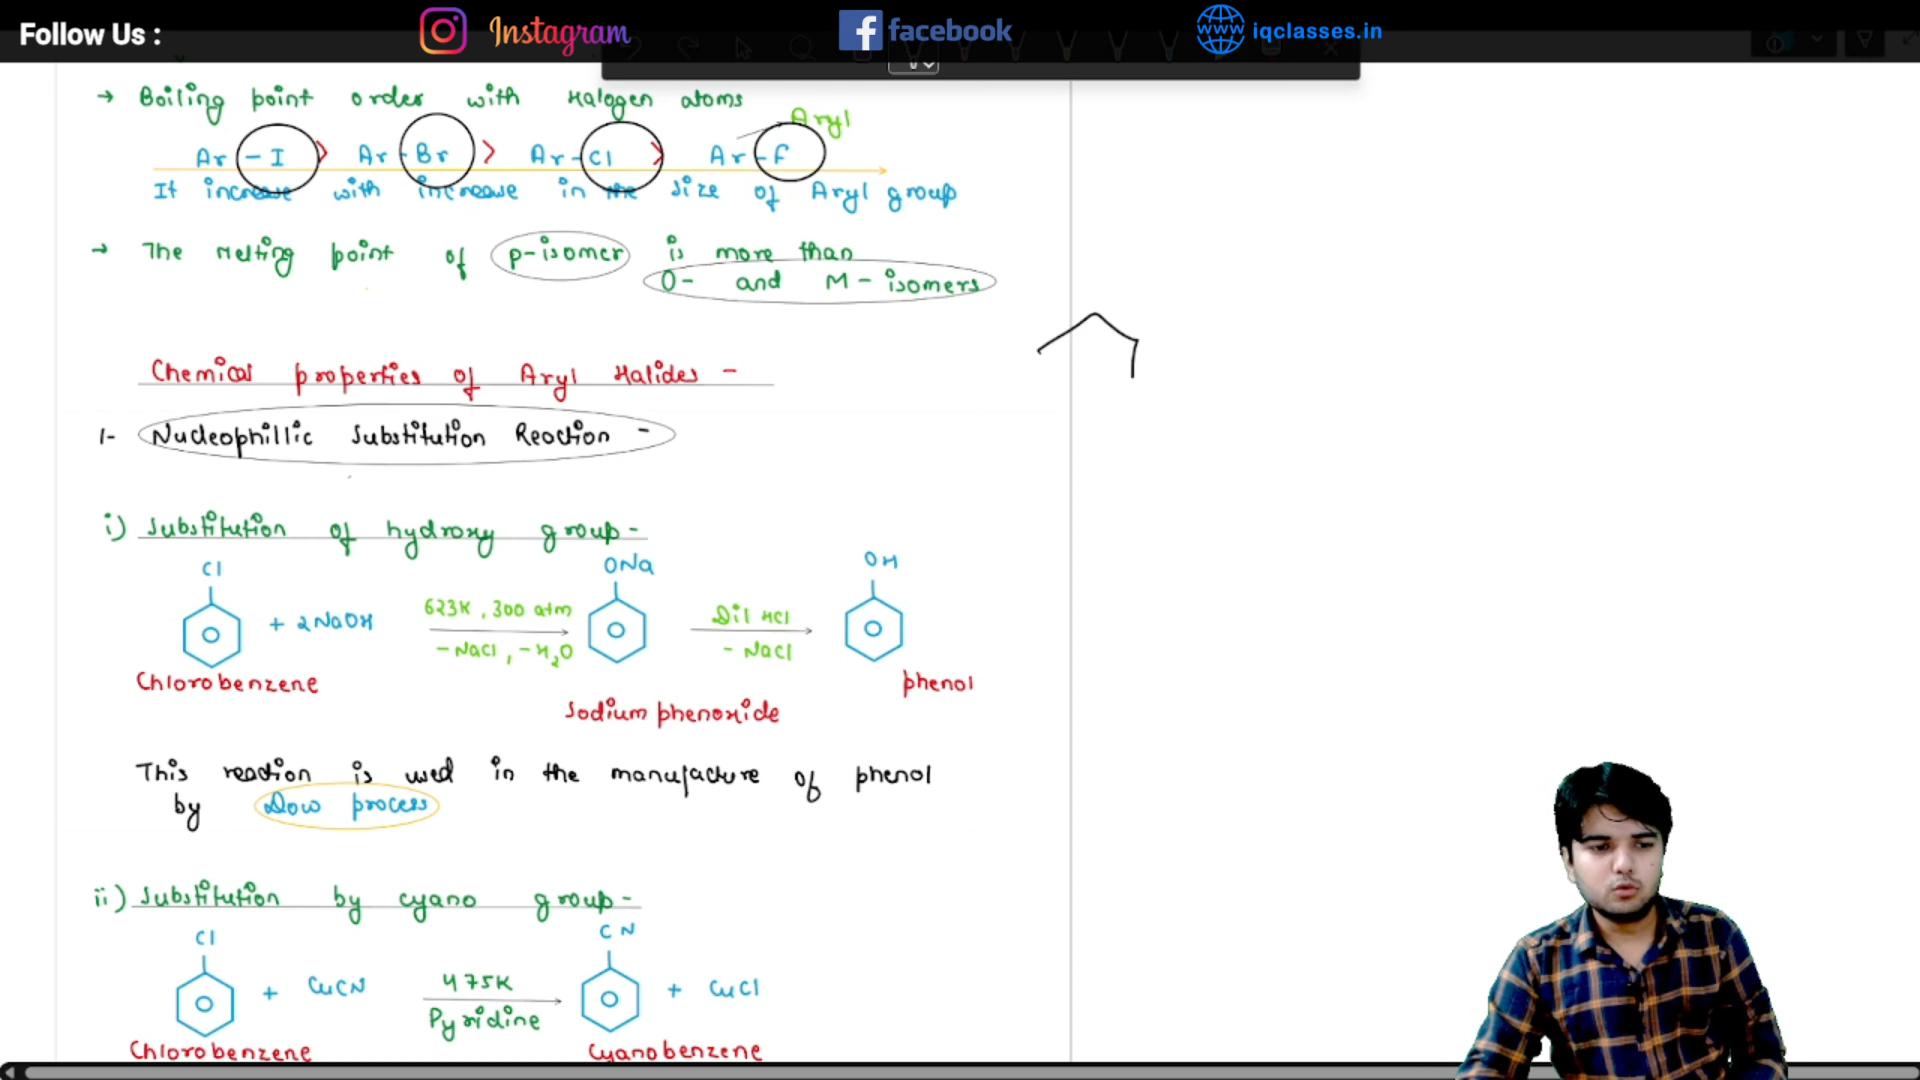 Follow Us :
Instagram
facebook
www iqclasses.in
→ Boiling point order with Halogen atoms
Aryl
Ar - I > Ar - Br > Ar - Cl > Ar - F
It increase with increase in the size of Aryl group
→ The Melting point of p-isomer is more than
O- and M - isomers
Chemical properties of Aryl Halides -
1- Nucleophillic Substitution Reaction -
i) Substitution of hydroxy group -
Cl
ONa
OH
+ 2NaOH
623K , 300 atm
Dil HCl
- NaCl , - H₂O
- NaCl
Chlorobenzene
phenol
Sodium phenoxide
This reaction is used in the manufacture of phenol
by Dow process
ii) Substitution by cyano group -
Cl
CN
+ CuCN
475K
+ CuCl
Pyridine
Chlorobenzene
Cyanobenzene